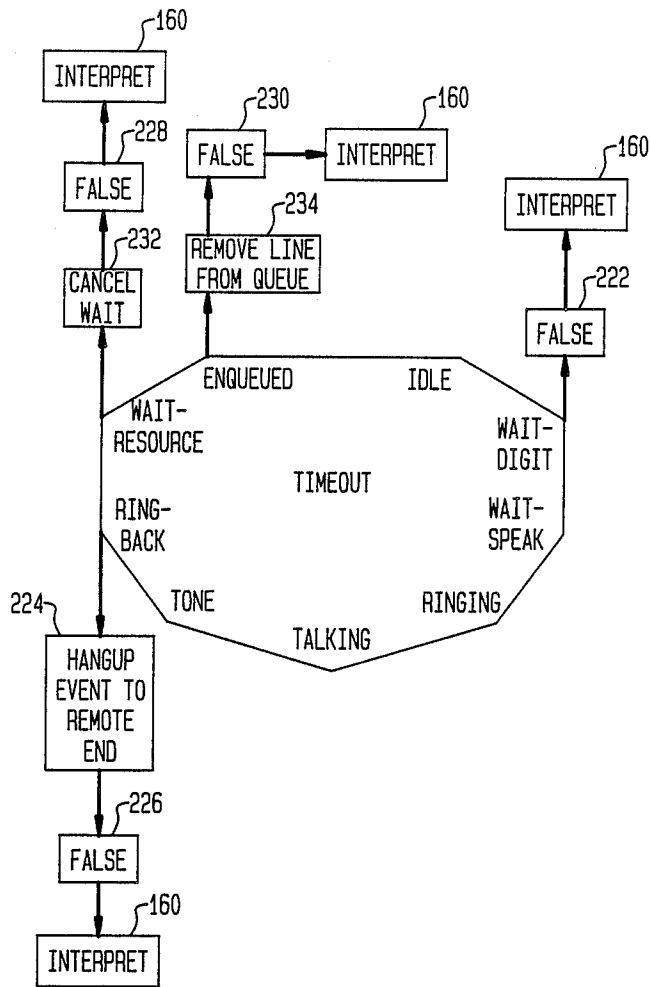 160
INTERPRET
228
FALSE
232
CANCEL
WAIT
230
FALSE
160
INTERPRET
234
REMOVE LINE
FROM QUEUE
160
INTERPRET
222
FALSE
ENQUEUED
IDLE
WAIT-
RESOURCE
WAIT-
DIGIT
TIMEOUT
RING-
BACK
WAIT-
SPEAK
TONE
RINGING
TALKING
224
HANGUP
EVENT TO
REMOTE
END
226
FALSE
160
INTERPRET